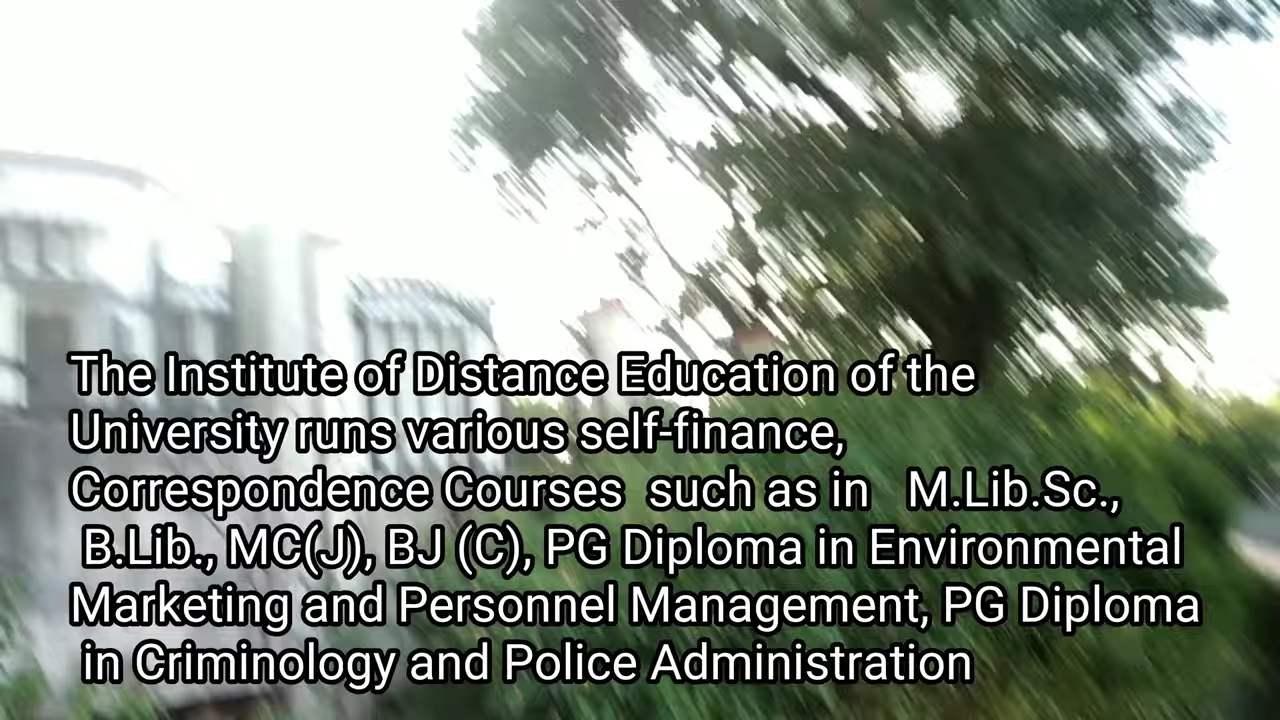 The Institute of Distance Education of the
University runs various self-finance,
Correspondence Courses  such as in   M.Lib.Sc.,
B.Lib., MC(J), BJ (C), PG Diploma in Environmental
Marketing and Personnel Management, PG Diploma
in Criminology and Police Administration